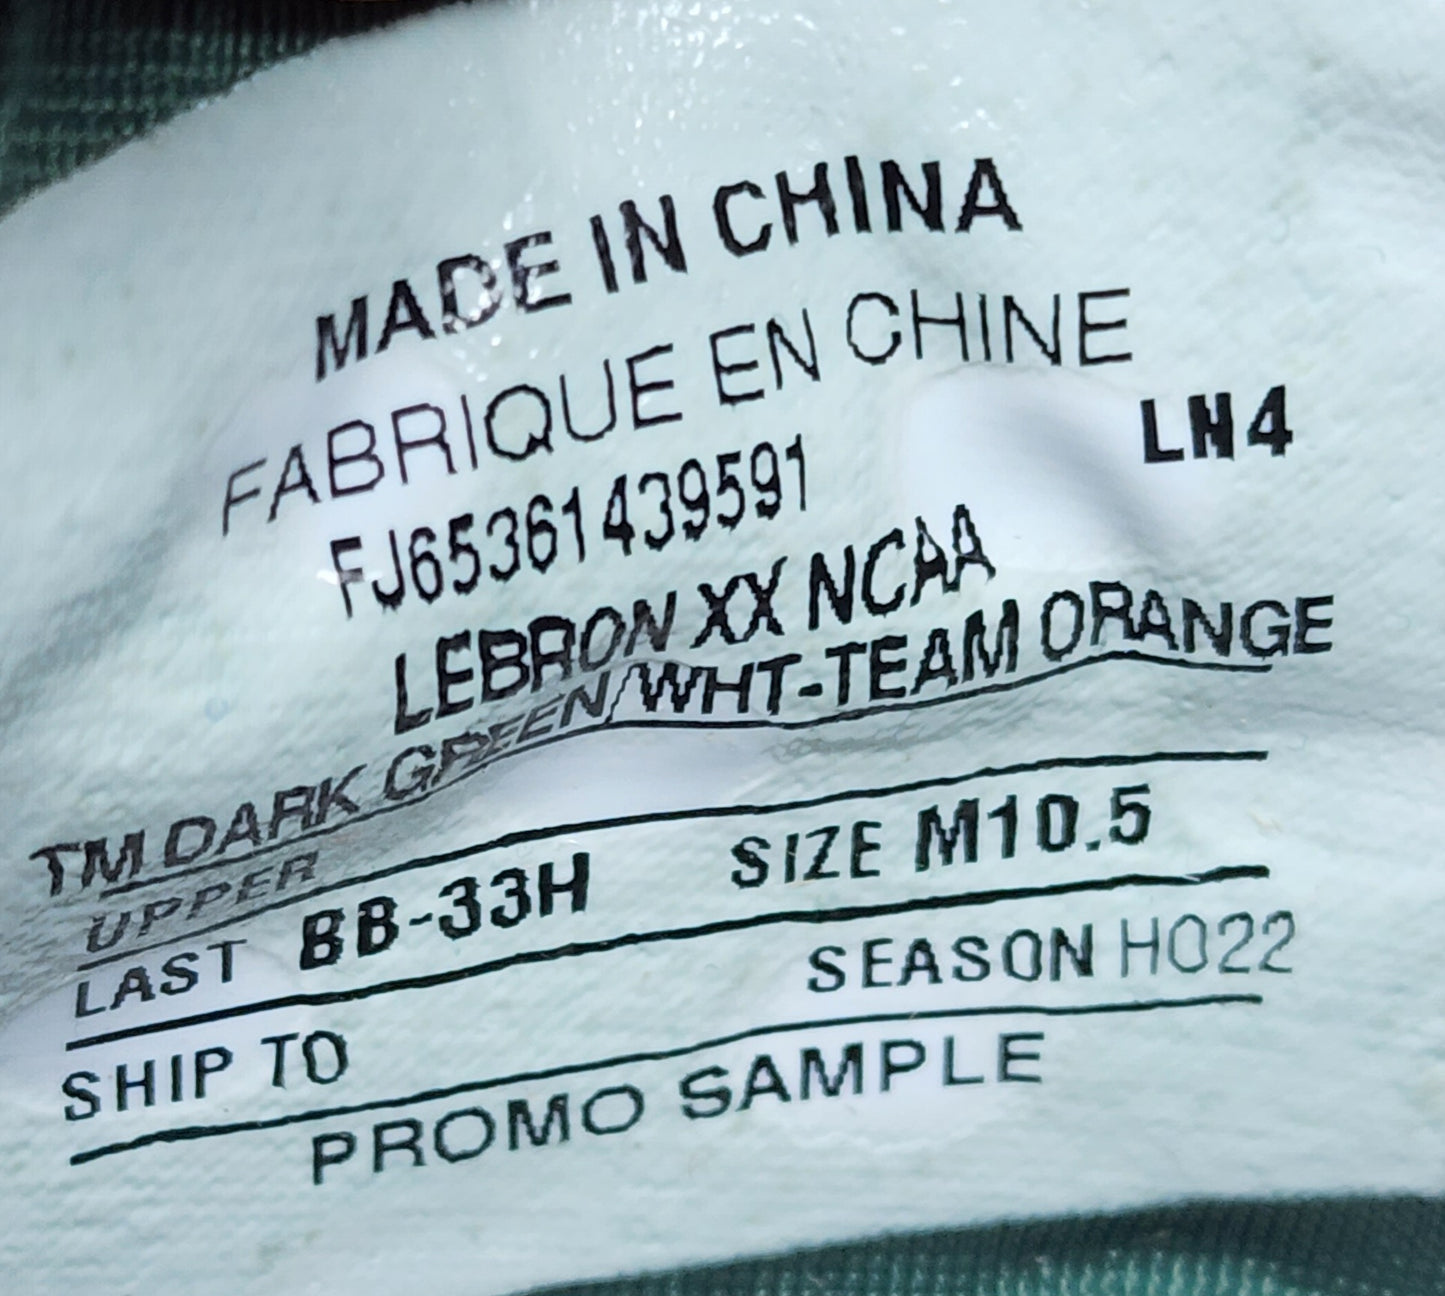 MADE IN CHINA
FABRIQUE EN CHINE
LN4
FJ65361439591
LEBRON XX NCAA
TM DARK GREEN/WHT-TEAM ORANGE
UPPER
LAST BB-33H SIZE M10.5
SHIP TO SEASON HO22
PROMO SAMPLE